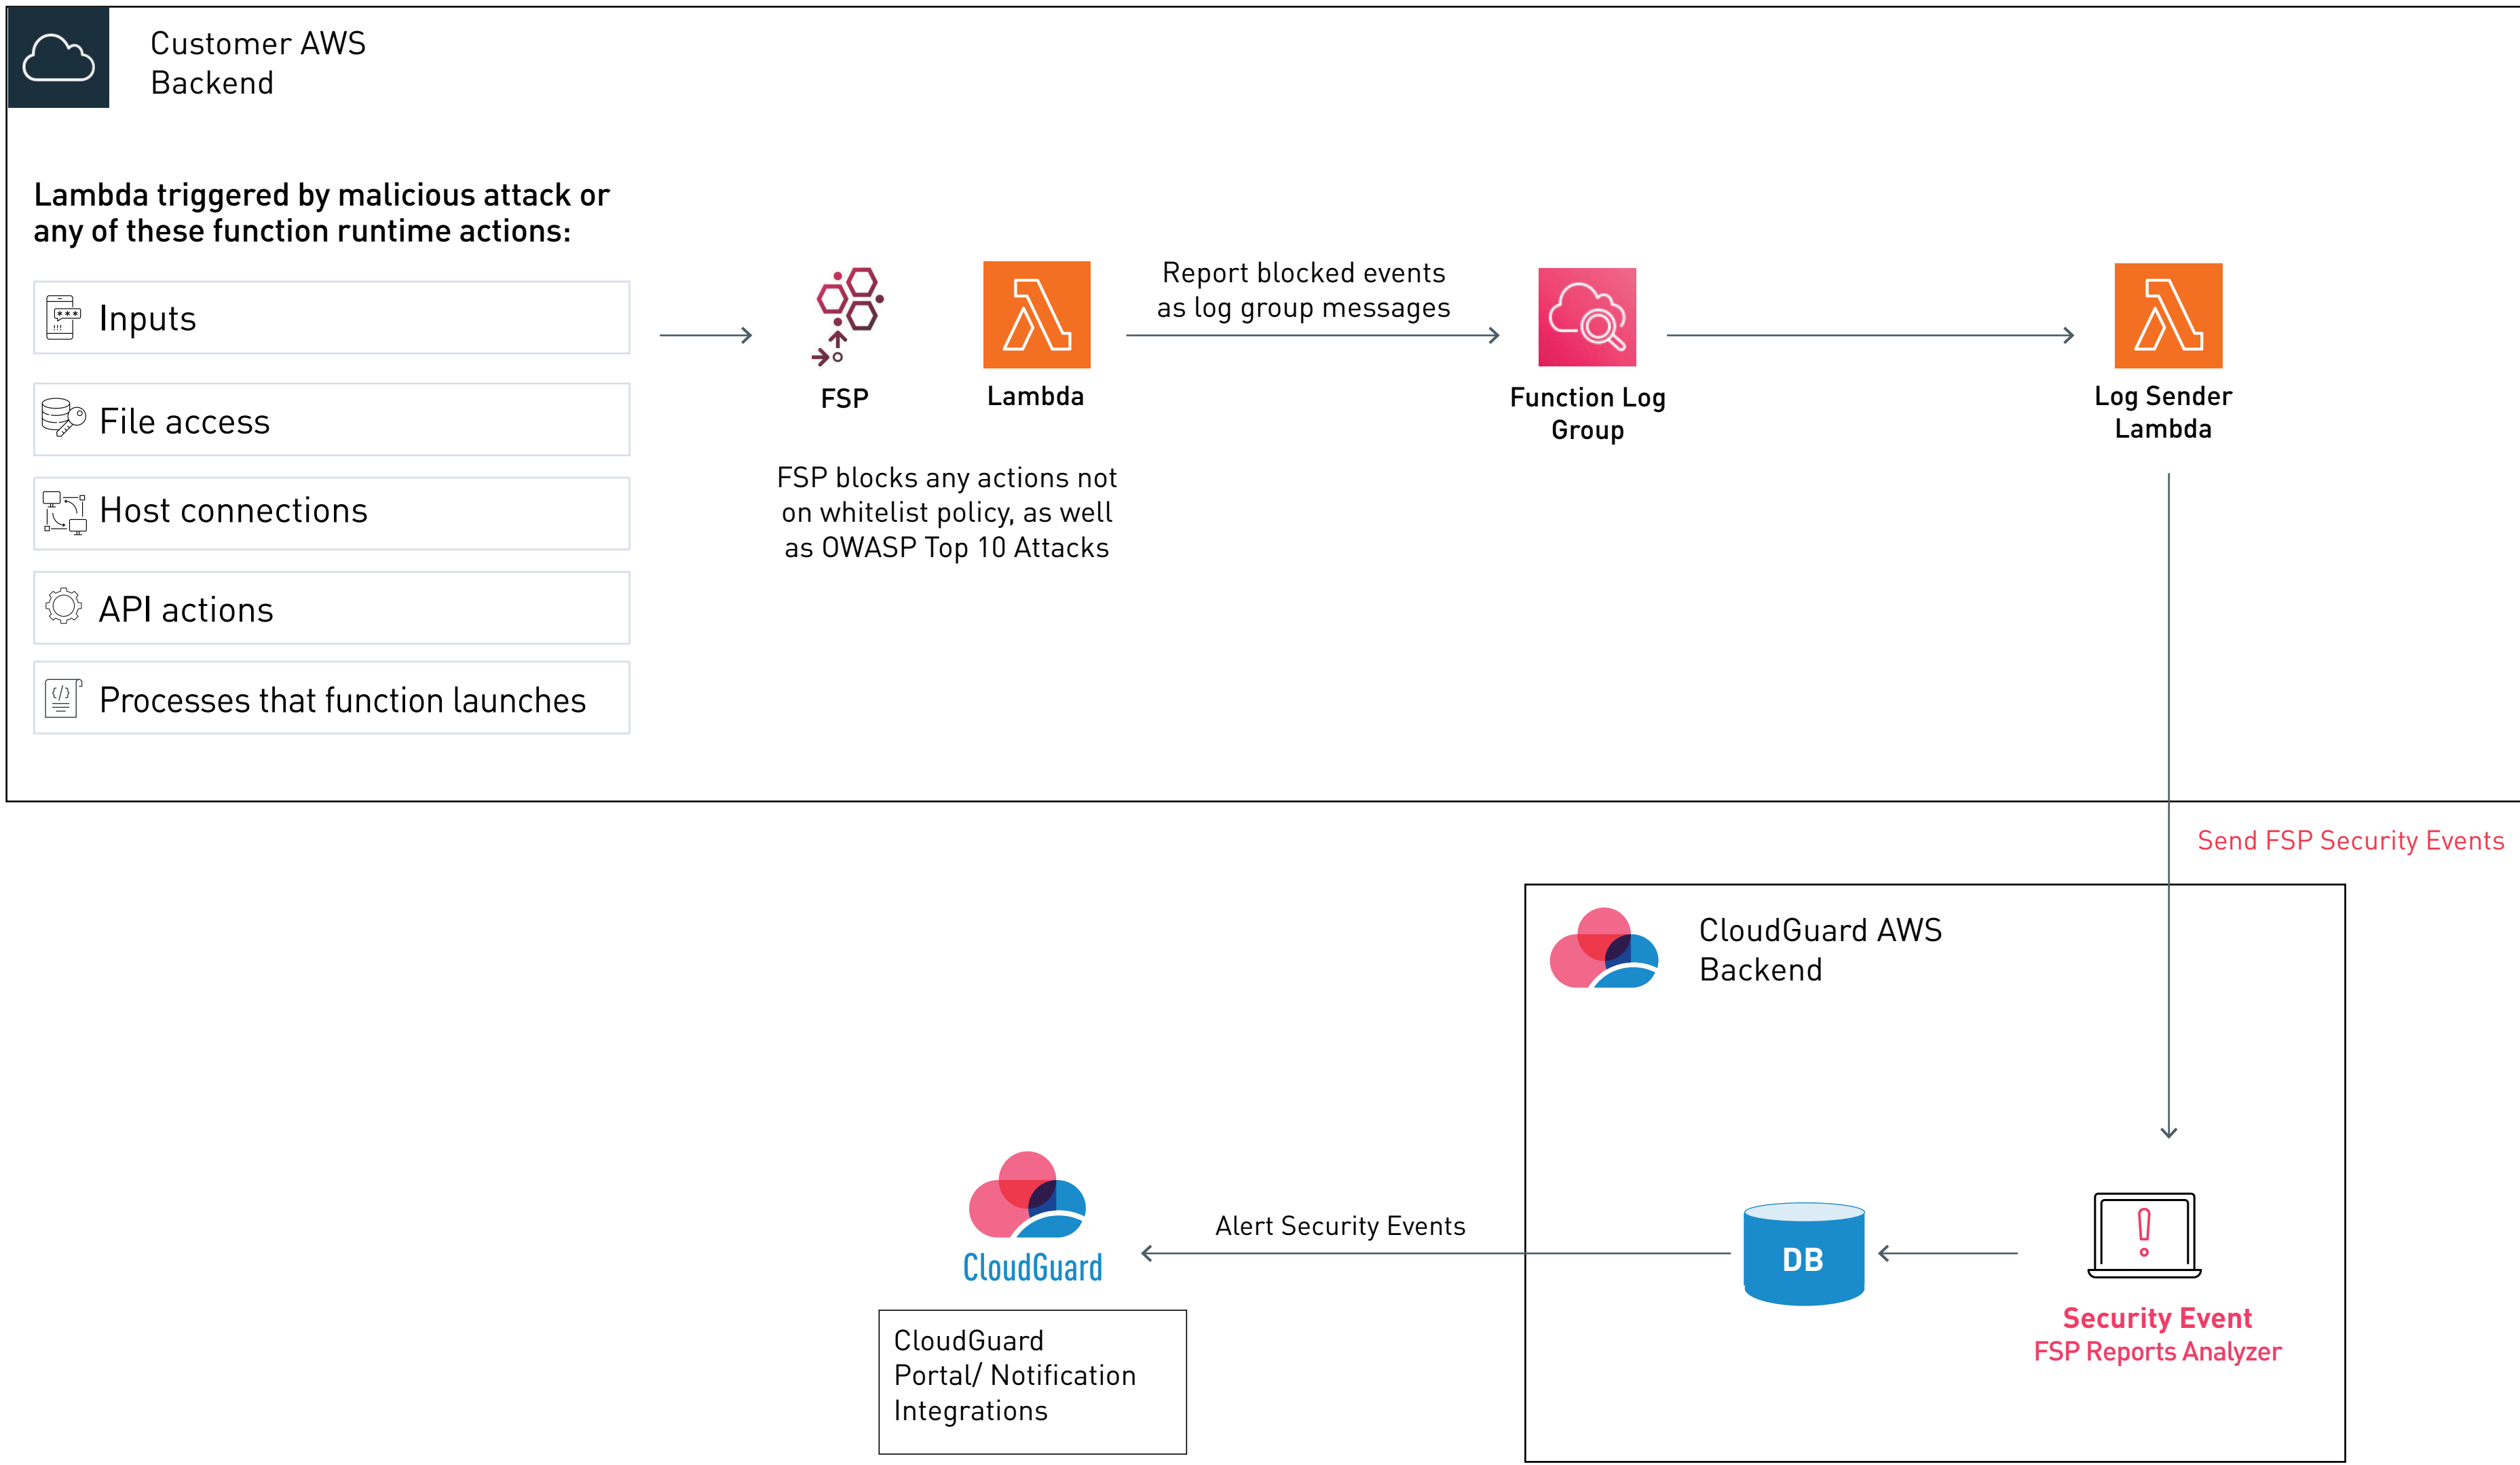 Customer AWS
Backend
Lambda triggered by malicious attack or
any of these function runtime actions:
Inputs
File access
Host connections
API actions
Processes that function launches
FSP
Lambda
FSP blocks any actions not
on whitelist policy, as well
as OWASP Top 10 Attacks
Report blocked events
as log group messages
Function Log
Group
Log Sender
Lambda
Send FSP Security Events
CloudGuard AWS
Backend
Security Event
FSP Reports Analyzer
DB
Alert Security Events
CloudGuard
CloudGuard
Portal/ Notification
Integrations